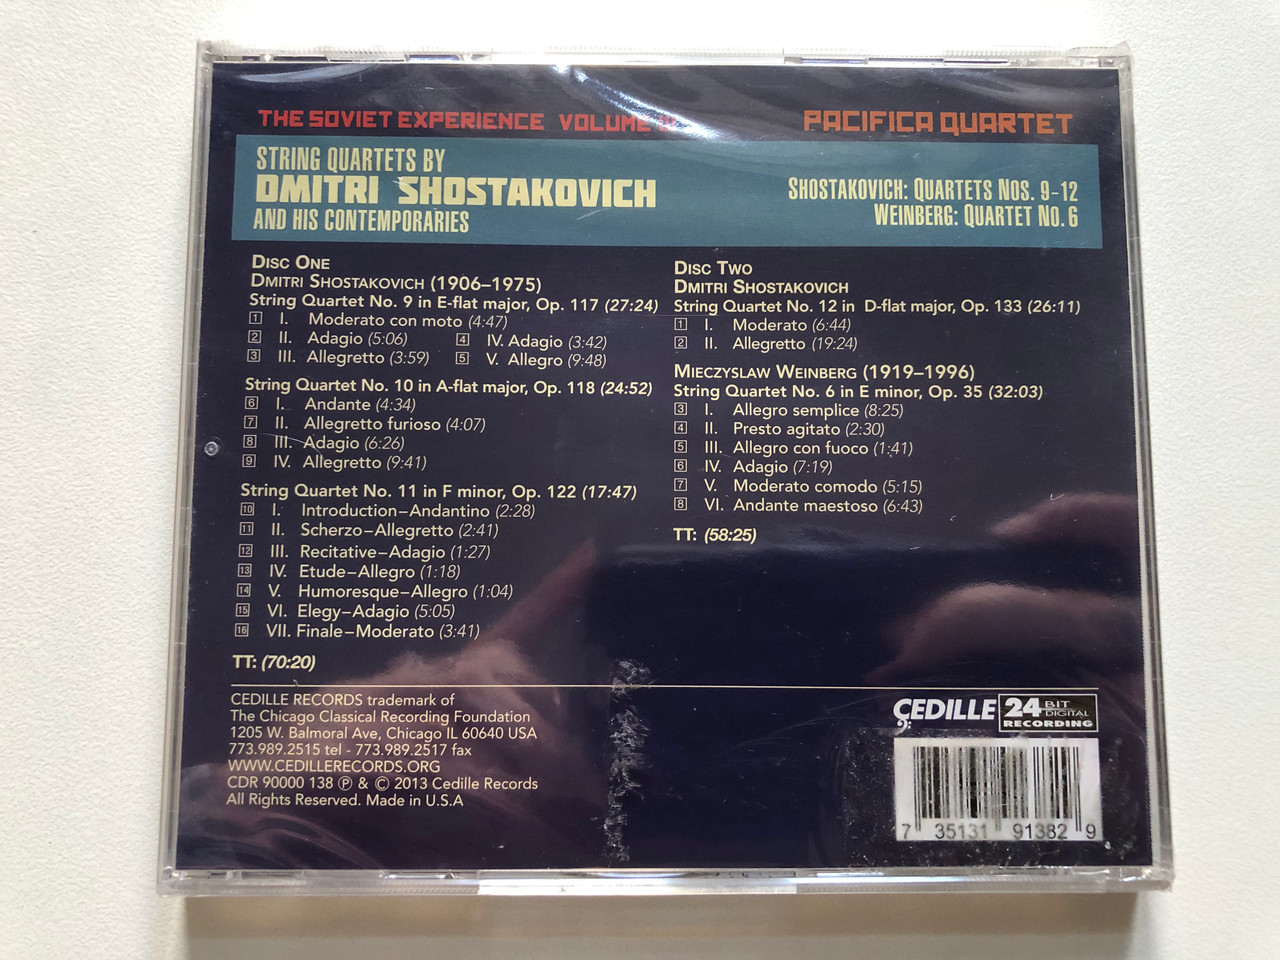 THE SOVIET EXPERIENCE VOLUME
PACIFICA QUARTET
STRING QUARTETS BY
DMITRI SHOSTAKOVICH
AND HIS CONTEMPORARIES
SHOSTAKOVICH: QUARTETS NOS. 9-12
WEINBERG: QUARTET NO. 6
DISC ONE
DMITRI SHOSTAKOVICH (1906–1975)
String Quartet No. 9 in E-flat major, Op. 117 (27:24)
1 I. Moderato con moto (4:47)
2 II. Adagio (5:06)
3 III. Allegretto (3:59)
4 IV. Adagio (3:42)
5 V. Allegro (9:48)
String Quartet No. 10 in A-flat major, Op. 118 (24:52)
6 I. Andante (4:34)
7 II. Allegretto furioso (4:07)
8 III. Adagio (6:26)
9 IV. Allegretto (9:41)
String Quartet No. 11 in F minor, Op. 122 (17:47)
10 I. Introduction–Andantino (2:28)
11 II. Scherzo–Allegretto (2:41)
12 III. Recitative–Adagio (1:27)
13 IV. Etude–Allegro (1:18)
14 V. Humoresque–Allegro (1:04)
15 VI. Elegy–Adagio (5:05)
16 VII. Finale–Moderato (3:41)
TT: (70:20)
DISC TWO
DMITRI SHOSTAKOVICH
String Quartet No. 12 in D-flat major, Op. 133 (26:11)
1 I. Moderato (6:44)
2 II. Allegretto (19:24)
MIECZYSLAW WEINBERG (1919–1996)
String Quartet No. 6 in E minor, Op. 35 (32:03)
3 I. Allegro semplice (8:25)
4 II. Presto agitato (2:30)
5 III. Allegro con fuoco (1:41)
6 IV. Adagio (7:19)
7 V. Moderato comodo (5:15)
8 VI. Andante maestoso (6:43)
TT: (58:25)
CEDILLE RECORDS trademark of
The Chicago Classical Recording Foundation
1205 W. Balmoral Ave, Chicago IL 60640 USA
773.989.2515 tel - 773.989.2517 fax
WWW.CEDILLERECORDS.ORG
CDR 90000 138 ℗ & © 2013 Cedille Records
All Rights Reserved. Made in U.S.A
CEDILLE
24 BIT
DIGITAL
RECORDING
7 35131 91382 9